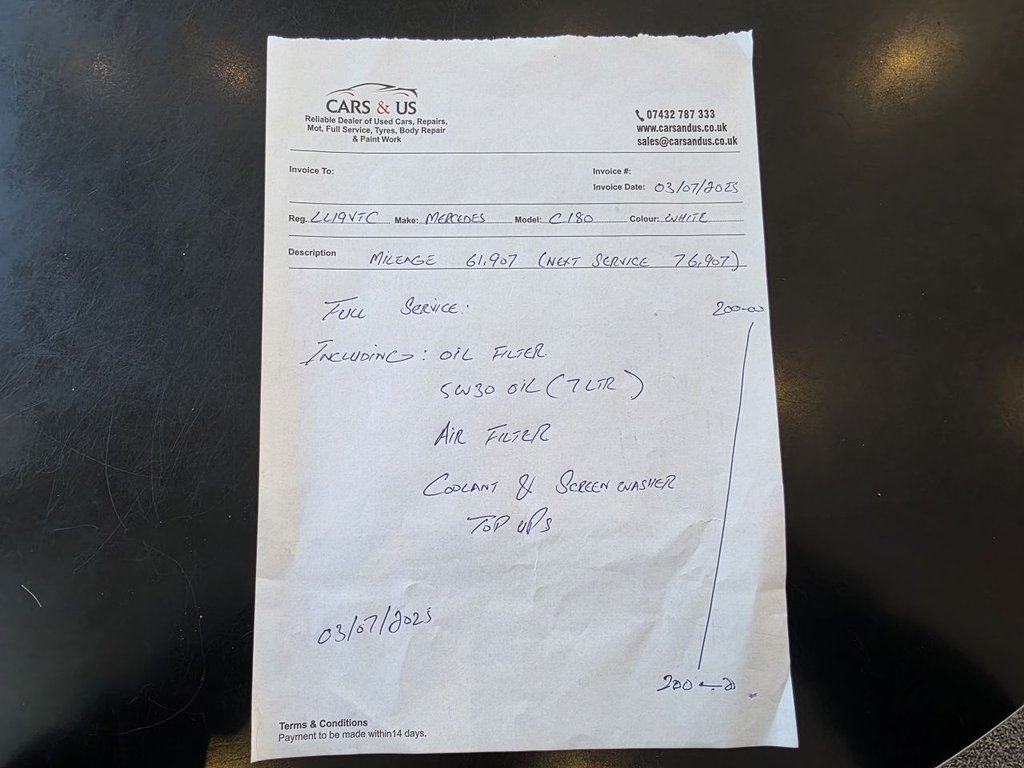 CARS & US
Reliable Dealer of Used Cars, Repairs,
Mot, Full Service, Tyres, Body Repair
& Paint Work
07432 787 333
www.carsandus.co.uk
sales@carsandus.co.uk
Invoice To:
Invoice #:
Invoice Date: 03/07/2025
Reg. LL19VTC Make: MERCEDES Model: C180 Colour: WHITE
Description MILEAGE 61,907 (NEXT SERVICE 76,907)
FULL SERVICE: 200-00
INCLUDING: OIL FILTER
5W30 OIL (7 LTR)
AIR FILTER
COOLANT & SCREEN WASHER
TOP UPS
03/07/2025
200-00
Terms & Conditions
Payment to be made within14 days.